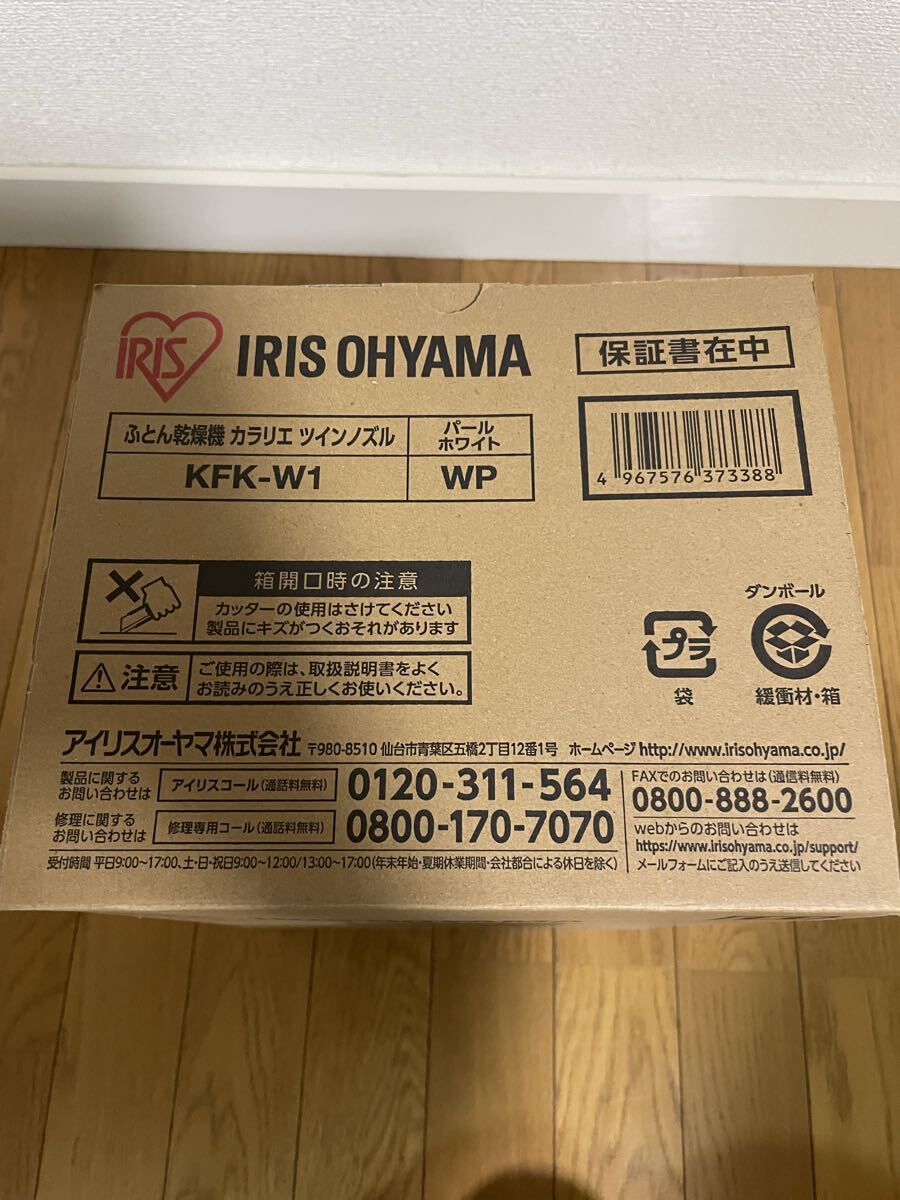 IRIS
IRIS OHYAMA
保証書在中
ふとん乾燥機 カラリエ ツインノズル
パール
ホワイト
KFK-W1
WP
4 967576 373388
箱開口時の注意
カッターの使用はさけてください
製品にキズがつくおそれがあります
注意
ご使用の際は、取扱説明書をよく
お読みのうえ正しくお使いください。
プラ
袋
ダンボール
緩衝材・箱
アイリスオーヤマ株式会社 〒980-8510 仙台市青葉区五橋2丁目12番1号 ホームページ http://www.irisohyama.co.jp/
製品に関する
お問い合わせは
アイリスコール(通話料無料)
0120-311-564
修理に関する
お問い合わせは
修理専用コール(通話料無料)
0800-170-7070
受付時間 平日9:00〜17:00、土・日・祝日9:00〜12:00/13:00〜17:00(年末年始・夏期休業期間・会社都合による休日を除く)
FAXでのお問い合わせは(通信料無料)
0800-888-2600
webからのお問い合わせは
https://www.irisohyama.co.jp/support/
メールフォームにご記入のうえ送信してください